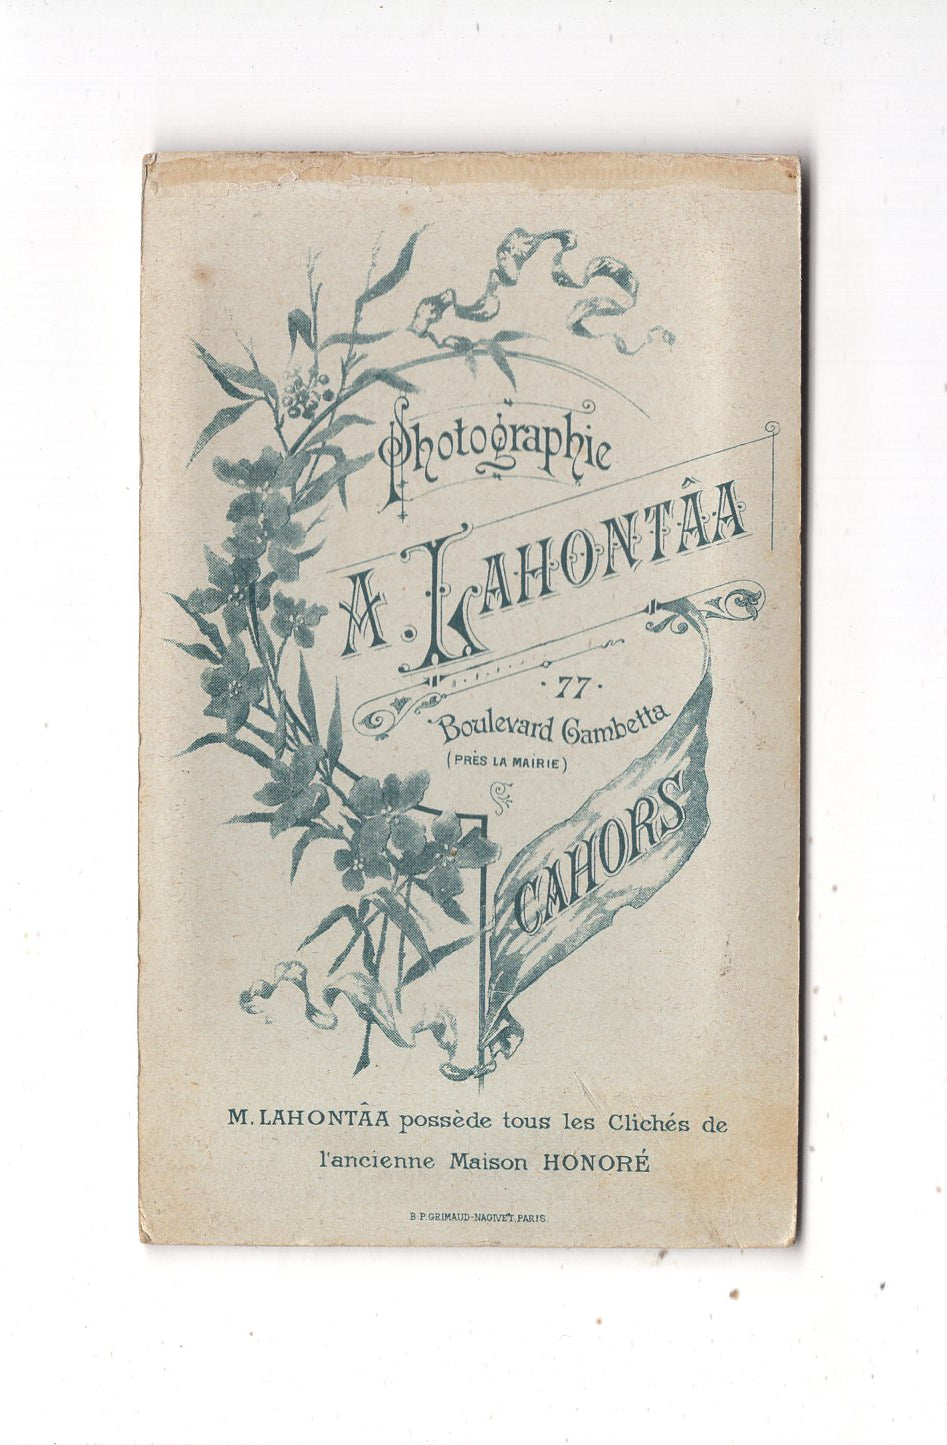 Photographie
A. LAHONTÂA
· 77 ·
Boulevard Gambetta
(PRÈS LA MAIRIE)
CAHORS
M. LAHONTÂA possède tous les Clichés de
l'ancienne Maison HONORÉ
B.P. GRIMAUD-NAGIVET, PARIS.